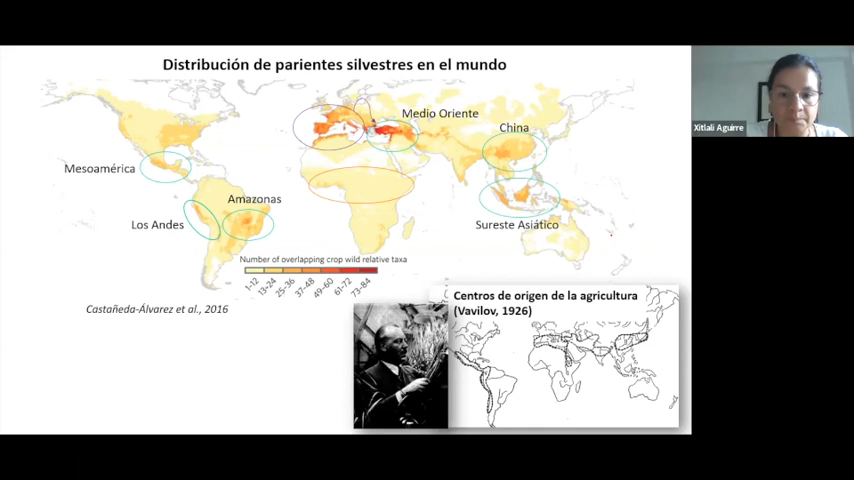 Distribución de parientes silvestres en el mundo
Xitlali Aguirre
Medio Oriente
China
Mesoamérica
Amazonas
Los Andes
Sureste Asiático
Number of overlapping crop wild relative taxa
1-12
13-24
25-36
37-48
49-60
61-72
73-84
Castañeda-Álvarez et al., 2016
Centros de origen de la agricultura
(Vavilov, 1926)